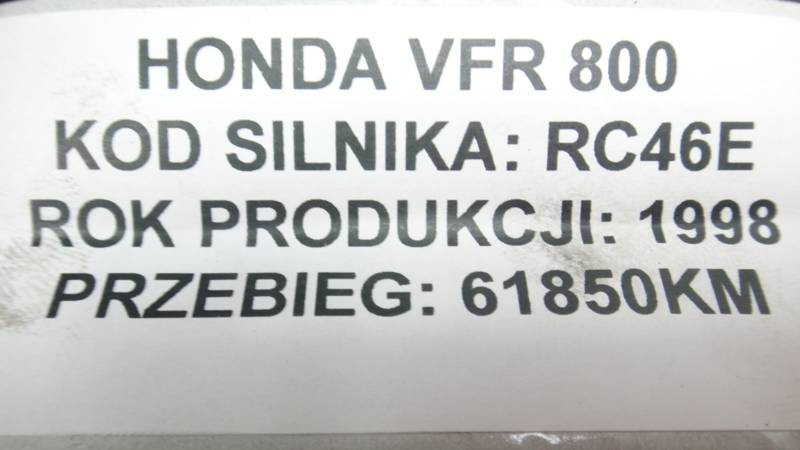 HONDA VFR 800
KOD SILNIKA: RC46E
ROK PRODUKCJI: 1998
PRZEBIEG: 61850KM